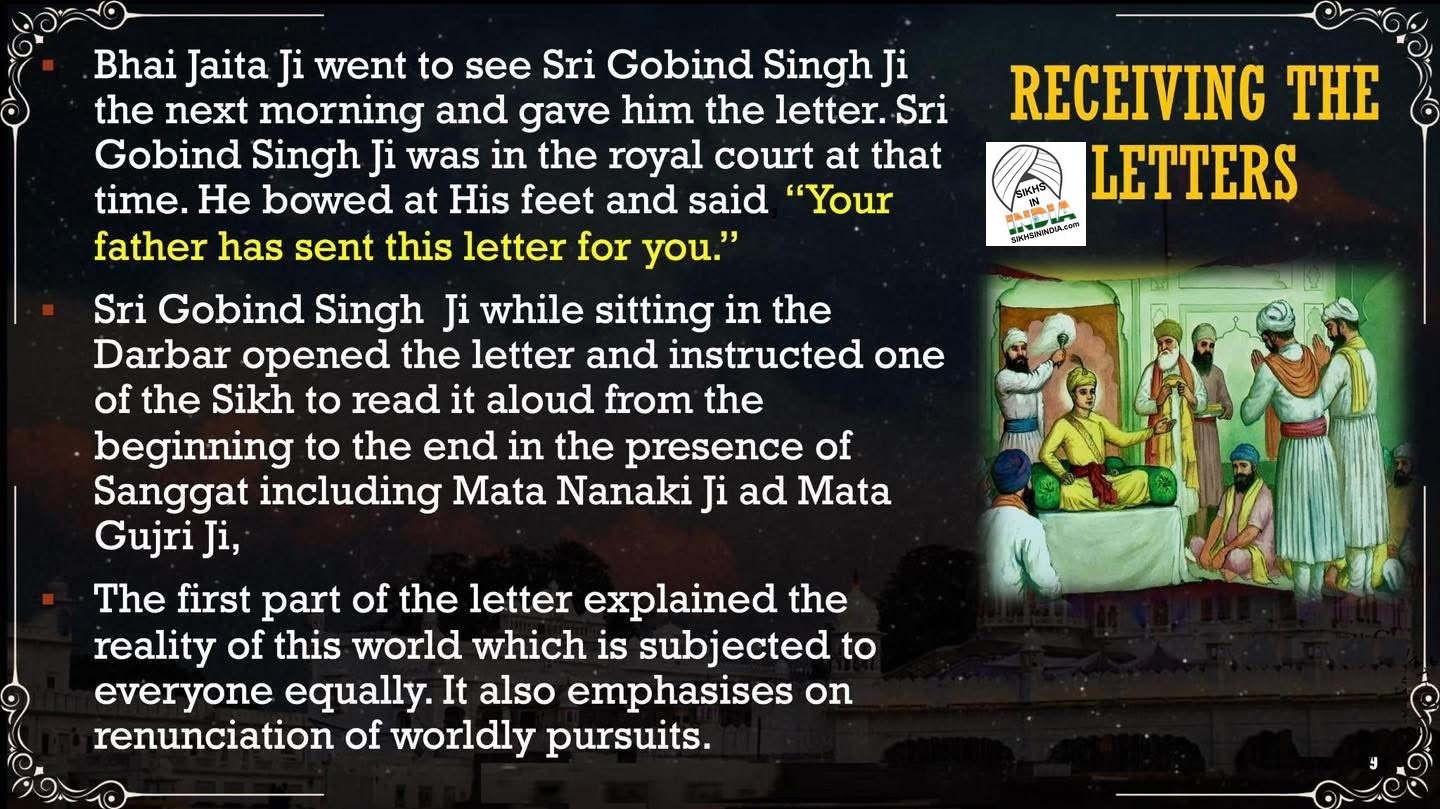 Bhai Jaita Ji went to see Sri Gobind Singh Ji
the next morning and gave him the letter. Sri
Gobind Singh Ji was in the royal court at that
time. He bowed at His feet and said, “Your
father has sent this letter for you.”
Sri Gobind Singh Ji while sitting in the
Darbar opened the letter and instructed one
of the Sikh to read it aloud from the
beginning to the end in the presence of
Sanggat including Mata Nanaki Ji ad Mata
Gujri Ji,
The first part of the letter explained the
reality of this world which is subjected to
everyone equally. It also emphasises on
renunciation of worldly pursuits.
RECEIVING THE
LETTERS
SIKHS
IN
INDIA
SIKHSININDIA.com
9